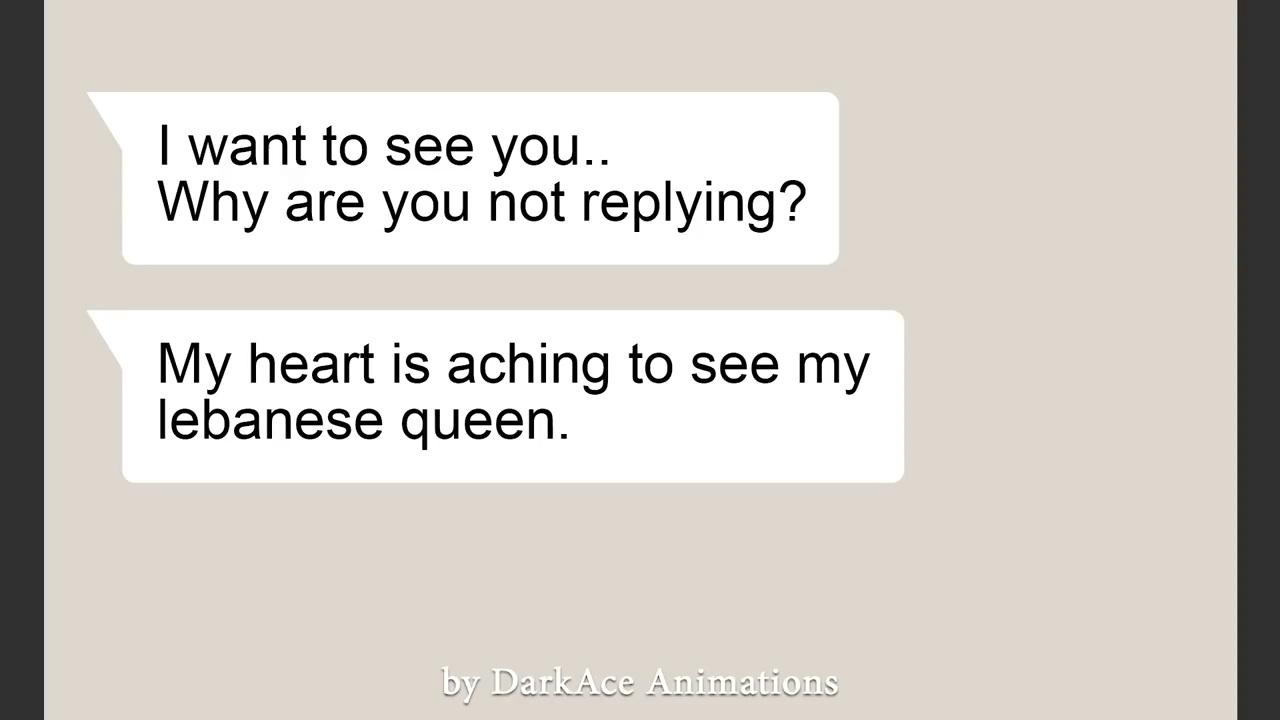 I want to see you..
Why are you not replying?
My heart is aching to see my
lebanese queen.
by DarkAce Animations